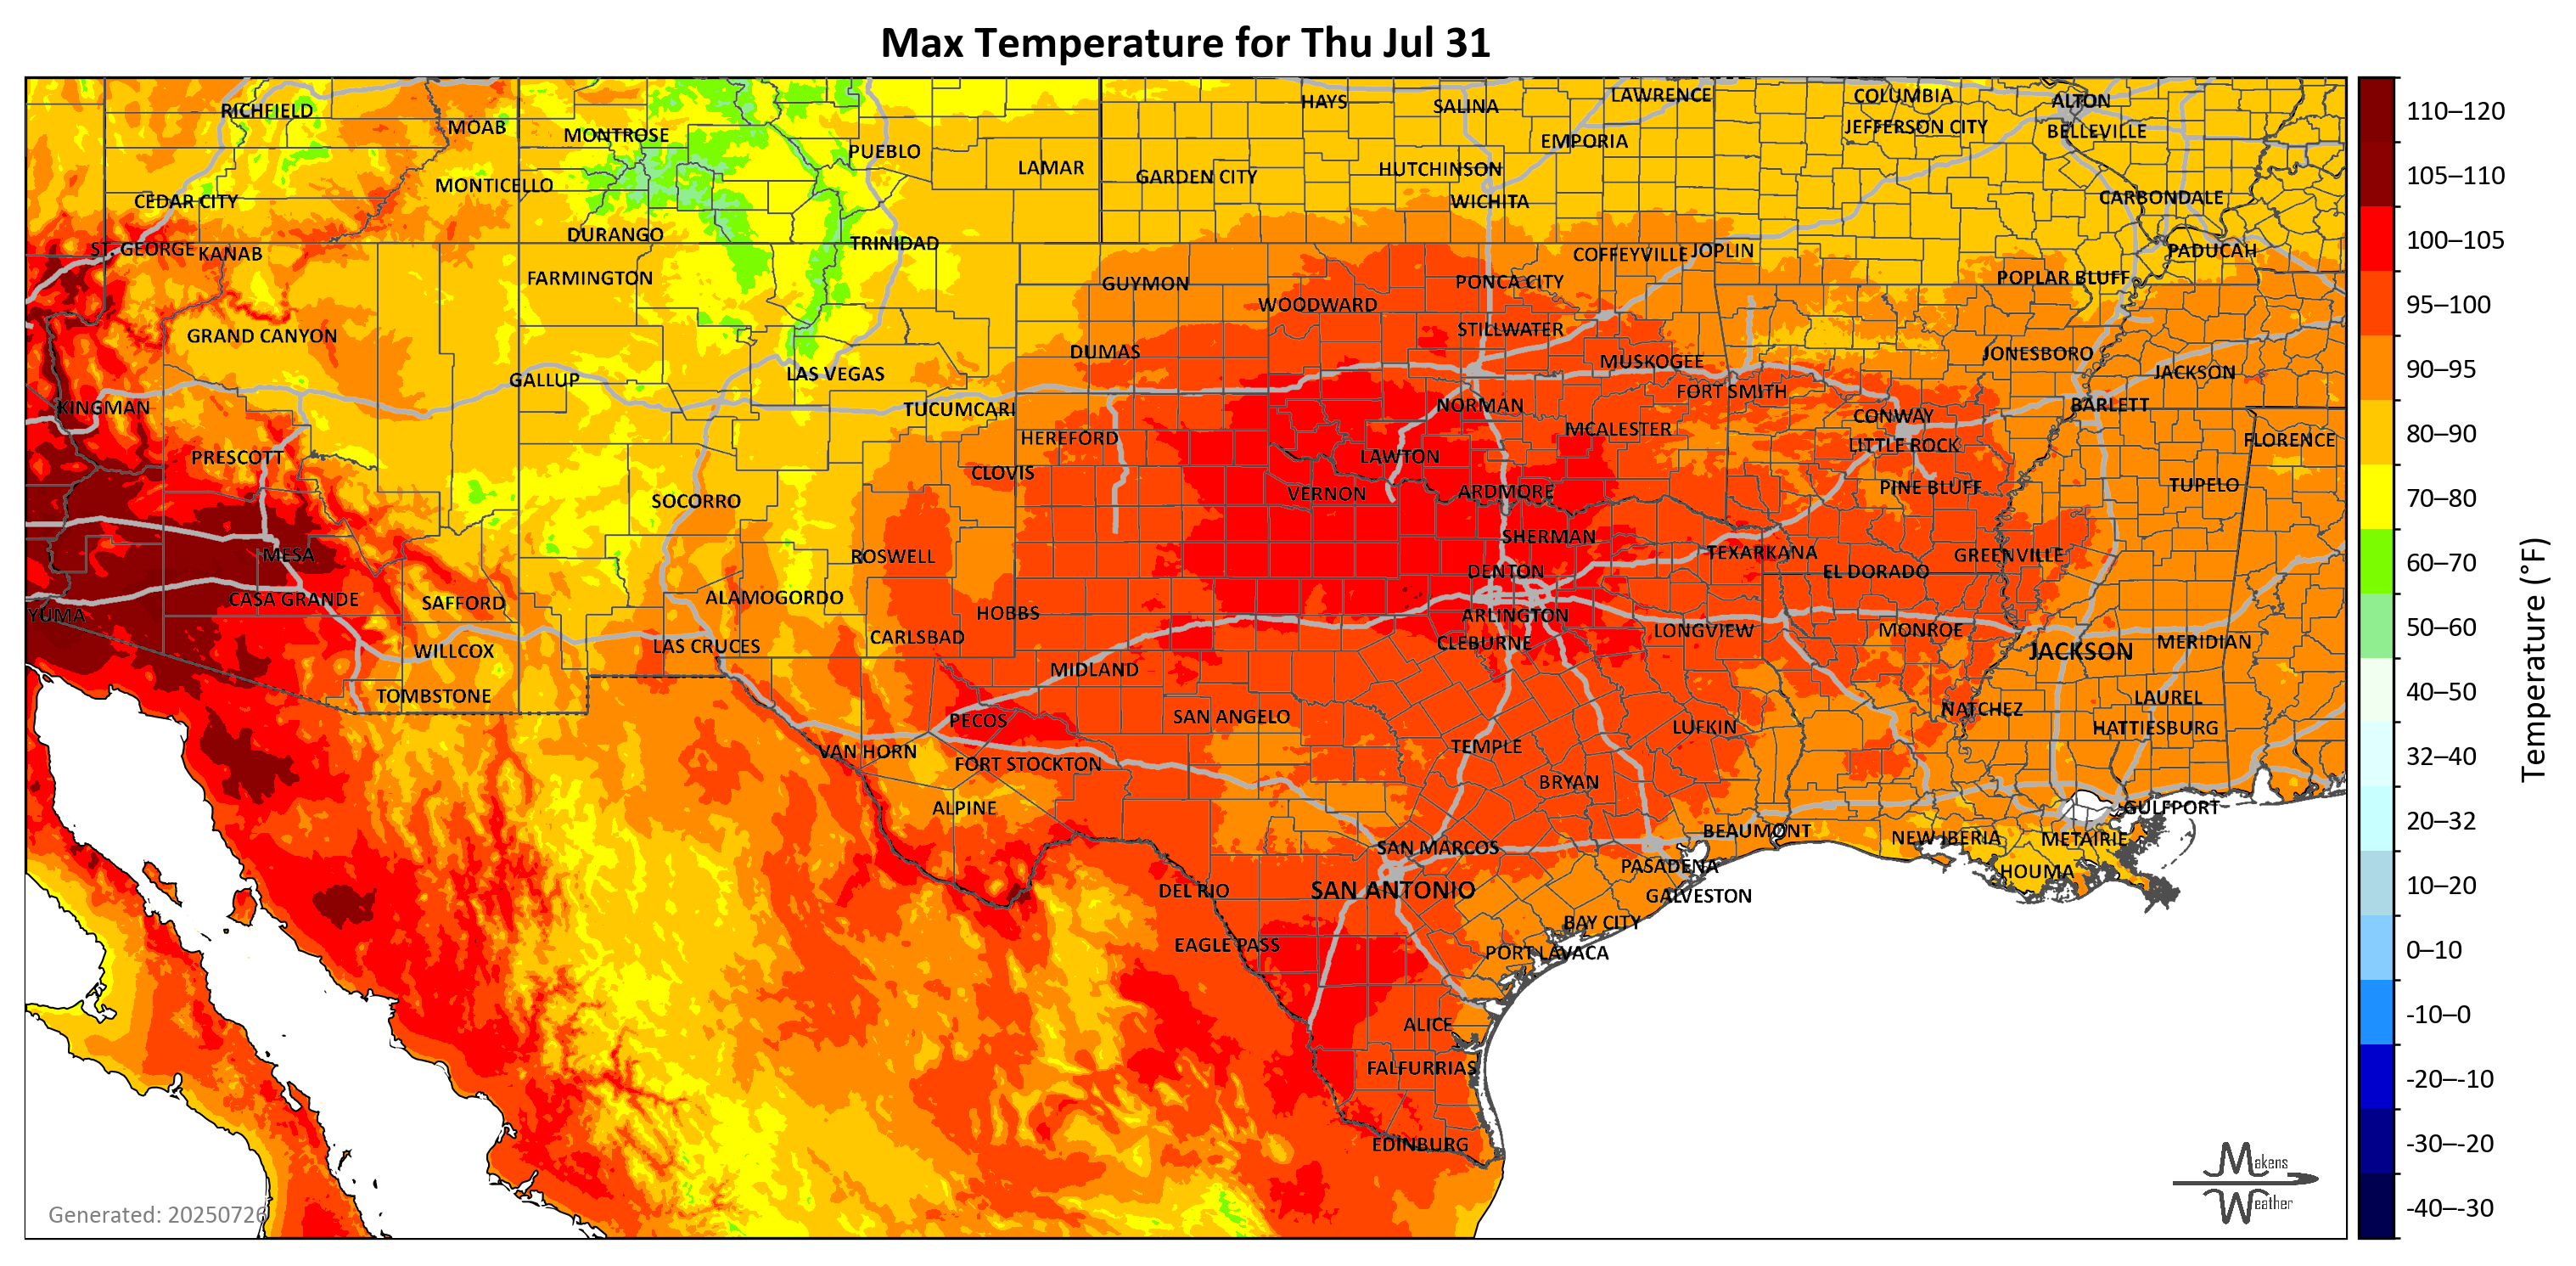 Max Temperature for Thu Jul 31
RICHFIELD
MOAB
MONTROSE
PUEBLO
LAMAR
HAYS
SALINA
LAWRENCE
COLUMBIA
ALTON
EMPORIA
JEFFERSON CITY
BELLEVILLE
GARDEN CITY
HUTCHINSON
CEDAR CITY
MONTICELLO
WICHITA
CARBONDALE
DURANGO
TRINIDAD
ST. GEORGE
KANAB
COFFEYVILLE
JOPLIN
PADUCAH
FARMINGTON
GUYMON
WOODWARD
PONCA CITY
POPLAR BLUFF
GRAND CANYON
DUMAS
STILLWATER
MUSKOGEE
JONESBORO
GALLUP
LAS VEGAS
FORT SMITH
JACKSON
KINGMAN
TUCUMCARI
NORMAN
CONWAY
BARLETT
HEREFORD
MCALESTER
LITTLE ROCK
FLORENCE
PRESCOTT
CLOVIS
LAWTON
SOCORRO
VERNON
ARDMORE
PINE BLUFF
TUPELO
MESA
ROSWELL
SHERMAN
TEXARKANA
GREENVILLE
DENTON
EL DORADO
YUMA
CASA GRANDE
SAFFORD
ALAMOGORDO
HOBBS
ARLINGTON
WILLCOX
LAS CRUCES
CARLSBAD
CLEBURNE
LONGVIEW
MONROE
JACKSON
MERIDIAN
TOMBSTONE
MIDLAND
LAUREL
PECOS
SAN ANGELO
NATCHEZ
VAN HORN
FORT STOCKTON
TEMPLE
LUFKIN
HATTIESBURG
ALPINE
BRYAN
GULFPORT
BEAUMONT
NEW IBERIA
METAIRIE
SAN MARCOS
PASADENA
HOUMA
DEL RIO
SAN ANTONIO
GALVESTON
EAGLE PASS
BAY CITY
PORT LAVACA
ALICE
FALFURRIAS
EDINBURG
Generated: 20250726
Makens
Weather
110–120
105–110
100–105
95–100
90–95
80–90
70–80
60–70
50–60
40–50
32–40
20–32
10–20
0–10
-10–0
-20–-10
-30–-20
-40–-30
Temperature (°F)